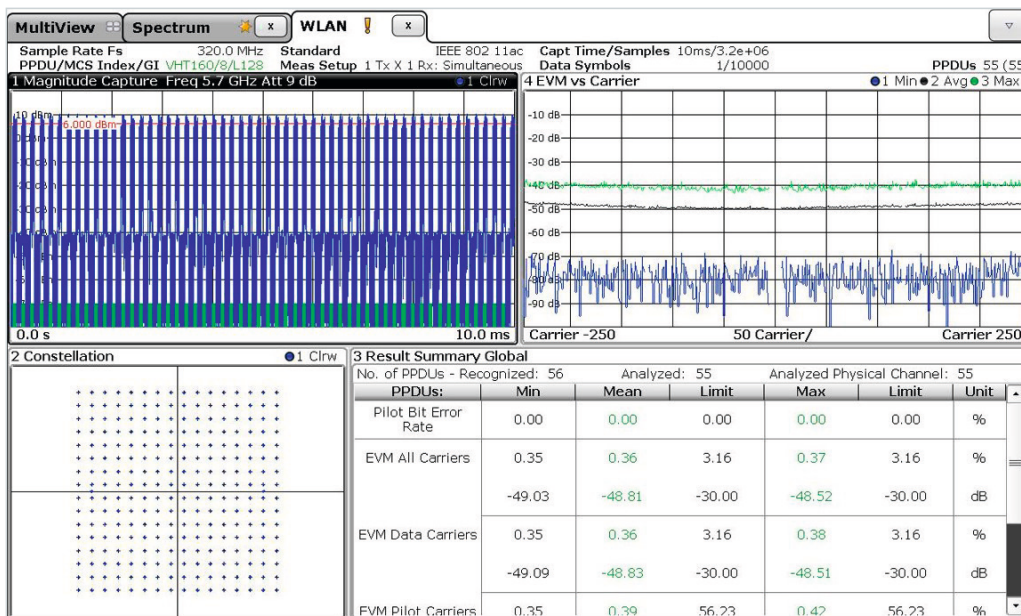 MultiView Spectrum x WLAN ! x
Sample Rate Fs 320.0 MHz Standard IEEE 802 11ac Capt Time/Samples 10ms/3.2e+06
PPDU/MCS Index/GI VHT160/8/L128 Meas Setup 1 Tx X 1 Rx: Simultaneous Data Symbols 1/10000 PPDUs 55 (55
1 Magnitude Capture Freq 5.7 GHz Att 9 dB 1 Clrw
6.000 dBm
0.0 s 10.0 ms
4 EVM vs Carrier 1 Min 2 Avg 3 Max
-10 dB
-20 dB
-30 dB
-40 dB
-50 dB
-60 dB
-70 dB
-80 dB
-90 dB
Carrier -250 50 Carrier/ Carrier 250
2 Constellation 1 Clrw
3 Result Summary Global
No. of PPDUs - Recognized: 56 Analyzed: 55 Analyzed Physical Channel: 55
PPDUs: Min Mean Limit Max Limit Unit
Pilot Bit Error
Rate 0.00 0.00 0.00 0.00 0.00 %
EVM All Carriers 0.35 0.36 3.16 0.37 3.16 %
-49.03 -48.81 -30.00 -48.52 -30.00 dB
EVM Data Carriers 0.35 0.36 3.16 0.38 3.16 %
-49.09 -48.83 -30.00 -48.51 -30.00 dB
EVM Pilot Carriers 0.35 0.39 56.23 0.42 56.23 %